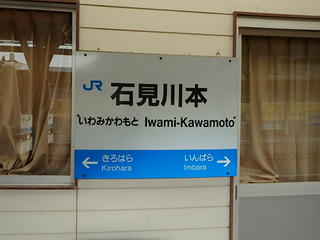 JR 石見川本
いわみかわもと Iwami-Kawamoto
← きろはら いんばら →
Kirohara Imbara